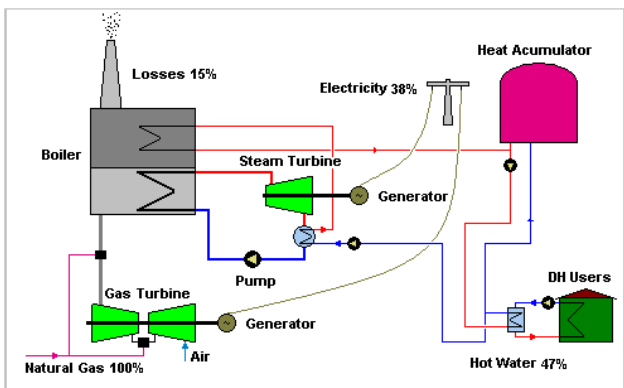 Heat Acumulator
Losses 15%
Electricity 38%
Boiler
Steam Turbine
Generator
Pump
DH Users
Gas Turbine
Generator
Air
Natural Gas 100%
Hot Water 47%